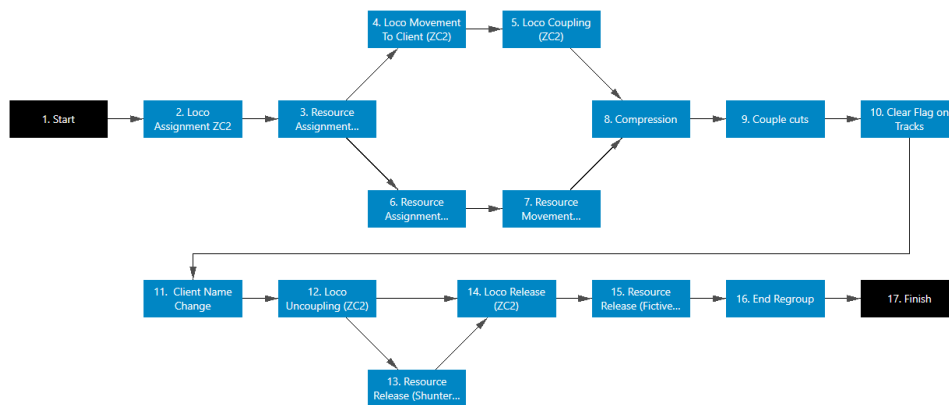 4. Loco Movement
To Client (ZC2)
5. Loco Coupling
(ZC2)
1. Start
2. Loco
Assignment ZC2
3. Resource
Assignment...
8. Compression
9. Couple cuts
10. Clear Flag on
Tracks
6. Resource
Assignment...
7. Resource
Movement...
11. Client Name
Change
12. Loco
Uncoupling (ZC2)
14. Loco Release
(ZC2)
15. Resource
Release (Fictive...
16. End Regroup
17. Finish
13. Resource
Release (Shunter...